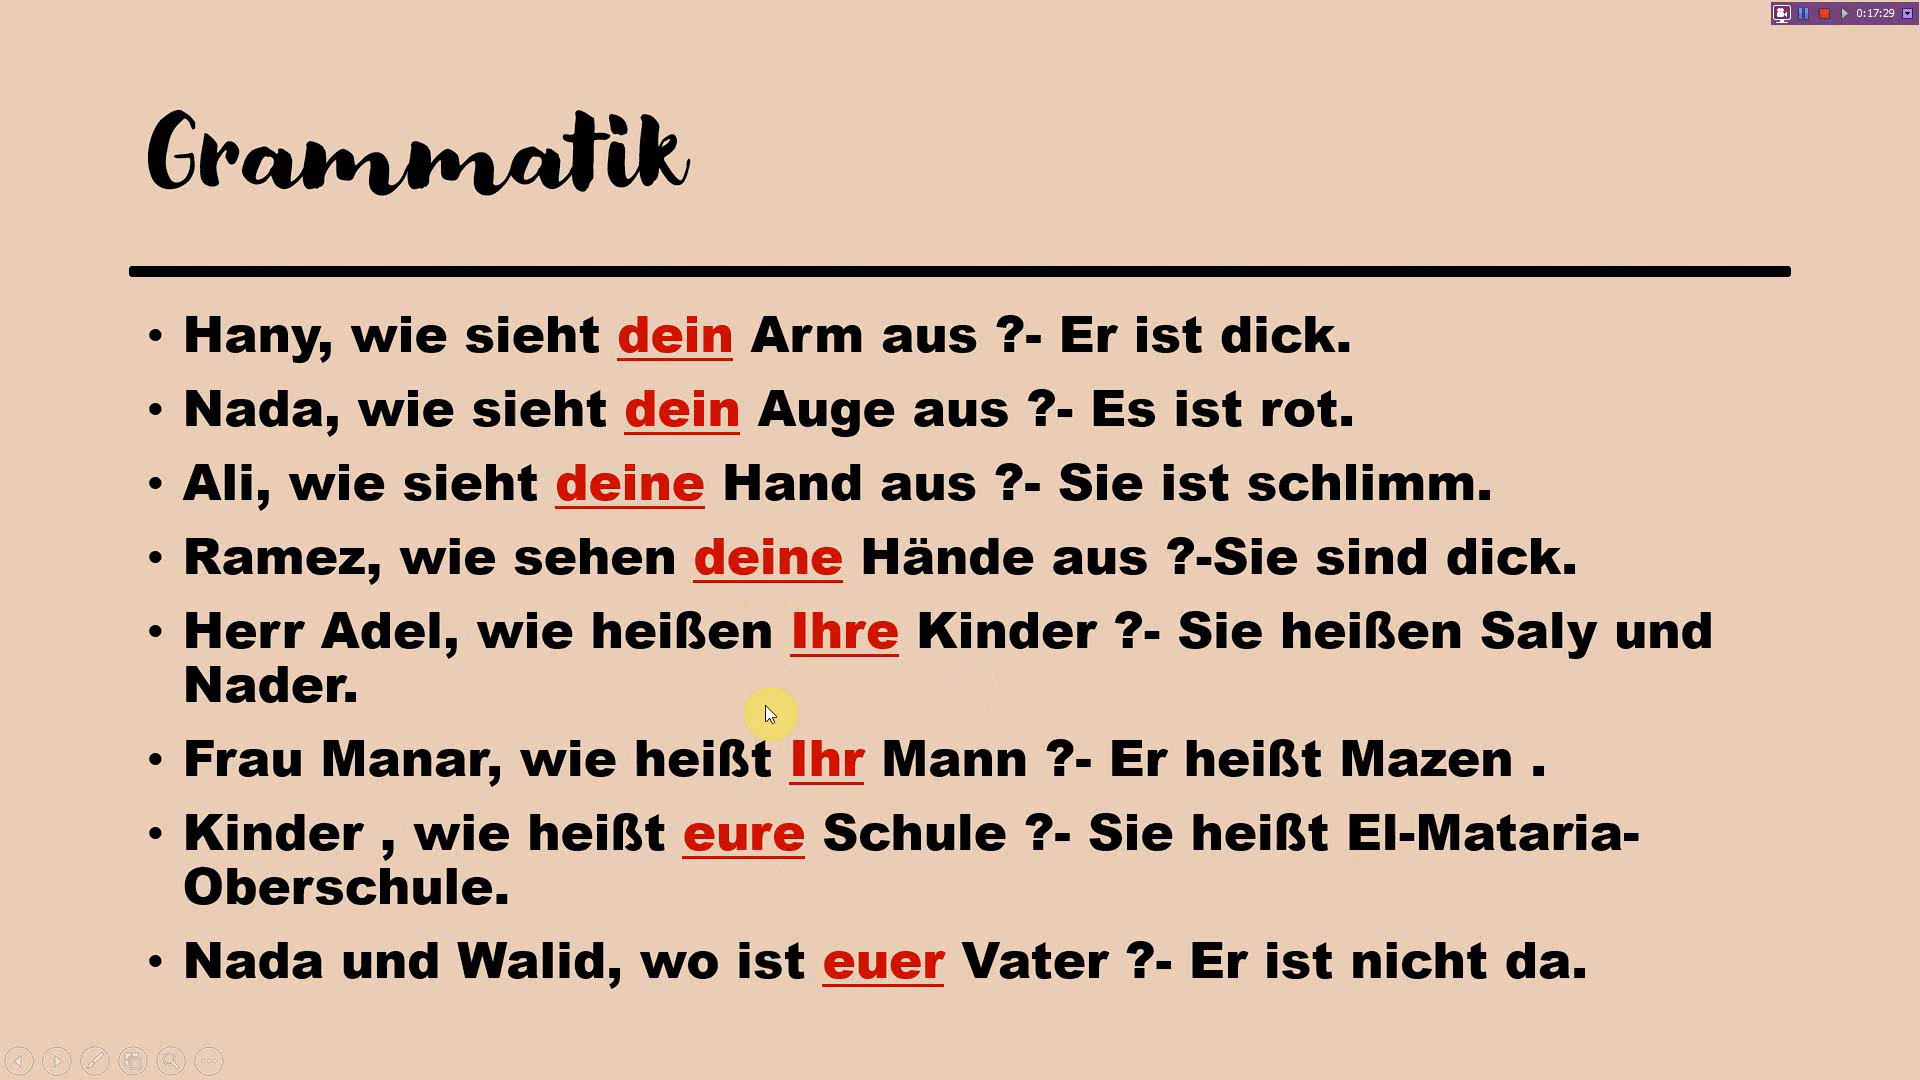 0:17:29
Grammatik
• Hany, wie sieht dein Arm aus ?- Er ist dick.
• Nada, wie sieht dein Auge aus ?- Es ist rot.
• Ali, wie sieht deine Hand aus ?- Sie ist schlimm.
• Ramez, wie sehen deine Hände aus ?-Sie sind dick.
• Herr Adel, wie heißen Ihre Kinder ?- Sie heißen Saly und
Nader.
• Frau Manar, wie heißt Ihr Mann ?- Er heißt Mazen .
• Kinder , wie heißt eure Schule ?- Sie heißt El-Mataria-
Oberschule.
• Nada und Walid, wo ist euer Vater ?- Er ist nicht da.